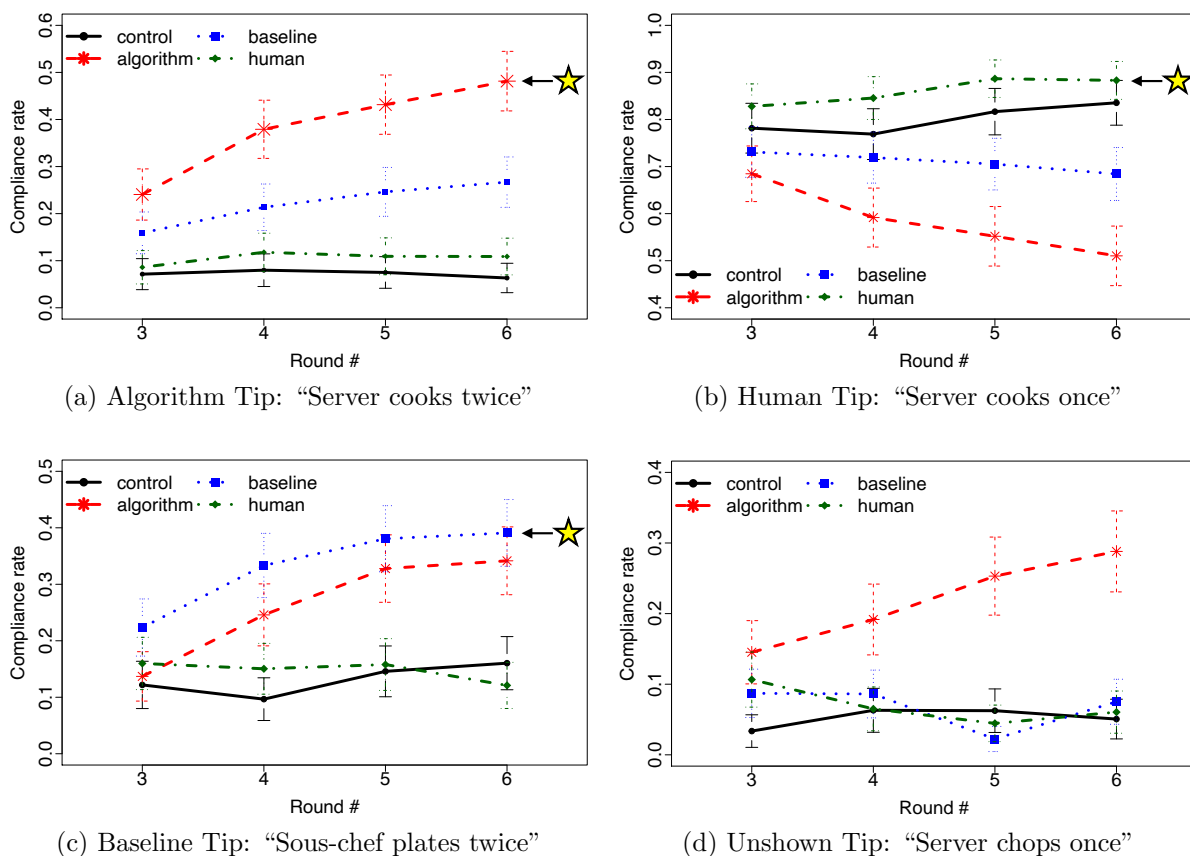 0.6
0.5
0.4
0.3
0.2
0.1
0.0
Compliance rate
control
baseline
algorithm
human
3
4
5
6
Round #
(a) Algorithm Tip: “Server cooks twice”
1.0
0.9
0.8
0.7
0.6
0.5
0.4
Compliance rate
control
baseline
algorithm
human
3
4
5
6
Round #
(b) Human Tip: “Server cooks once”
0.5
0.4
0.3
0.2
0.1
0.0
Compliance rate
control
baseline
algorithm
human
3
4
5
6
Round #
(c) Baseline Tip: “Sous-chef plates twice”
0.4
0.3
0.2
0.1
0.0
Compliance rate
control
baseline
algorithm
human
3
4
5
6
Round #
(d) Unshown Tip: “Server chops once”